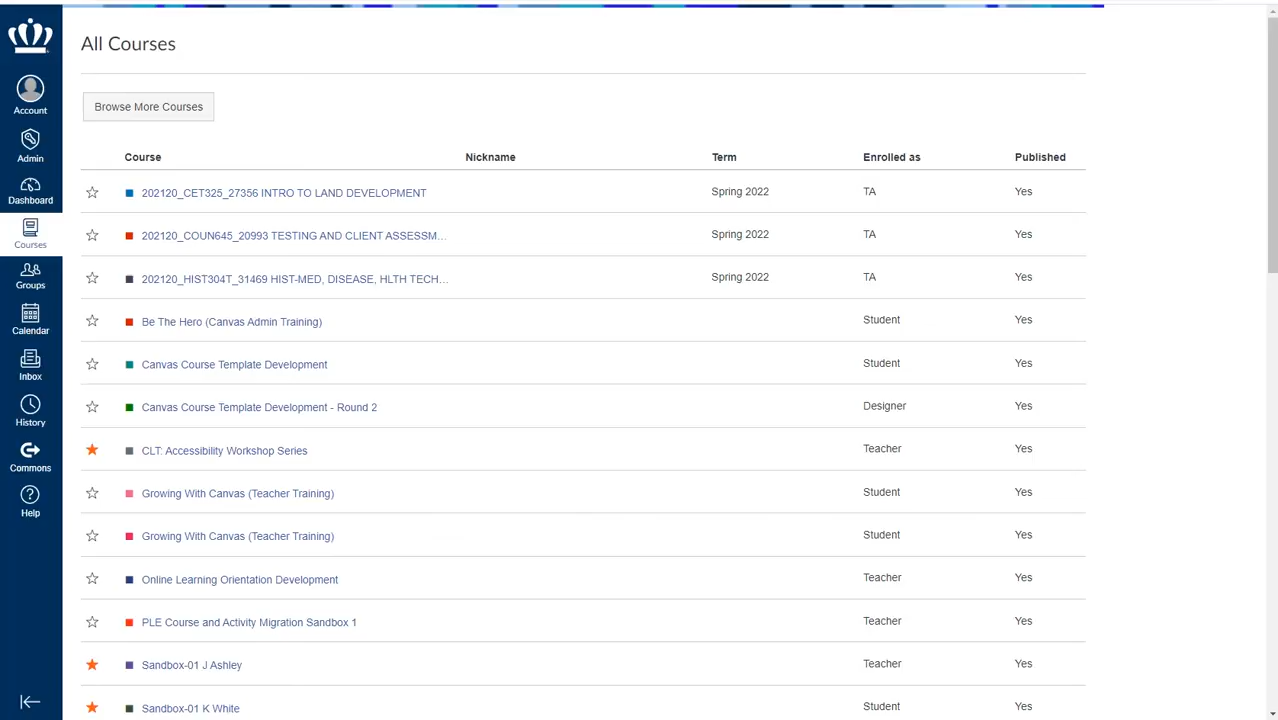 All Courses
Account
Browse More Courses
Admin
Course Nickname Term Enrolled as Published
Dashboard
202120_CET325_27356 INTRO TO LAND DEVELOPMENT Spring 2022 TA Yes
Courses
202120_COUN645_20993 TESTING AND CLIENT ASSESSM... Spring 2022 TA Yes
Groups
202120_HIST304T_31469 HIST-MED, DISEASE, HLTH TECH... Spring 2022 TA Yes
Calendar
Be The Hero (Canvas Admin Training) Student Yes
Inbox
Canvas Course Template Development Student Yes
History
Canvas Course Template Development - Round 2 Designer Yes
Commons
CLT: Accessibility Workshop Series Teacher Yes
Help
Growing With Canvas (Teacher Training) Student Yes
Growing With Canvas (Teacher Training) Student Yes
Online Learning Orientation Development Teacher Yes
PLE Course and Activity Migration Sandbox 1 Teacher Yes
Sandbox-01 J Ashley Teacher Yes
Sandbox-01 K White Student Yes